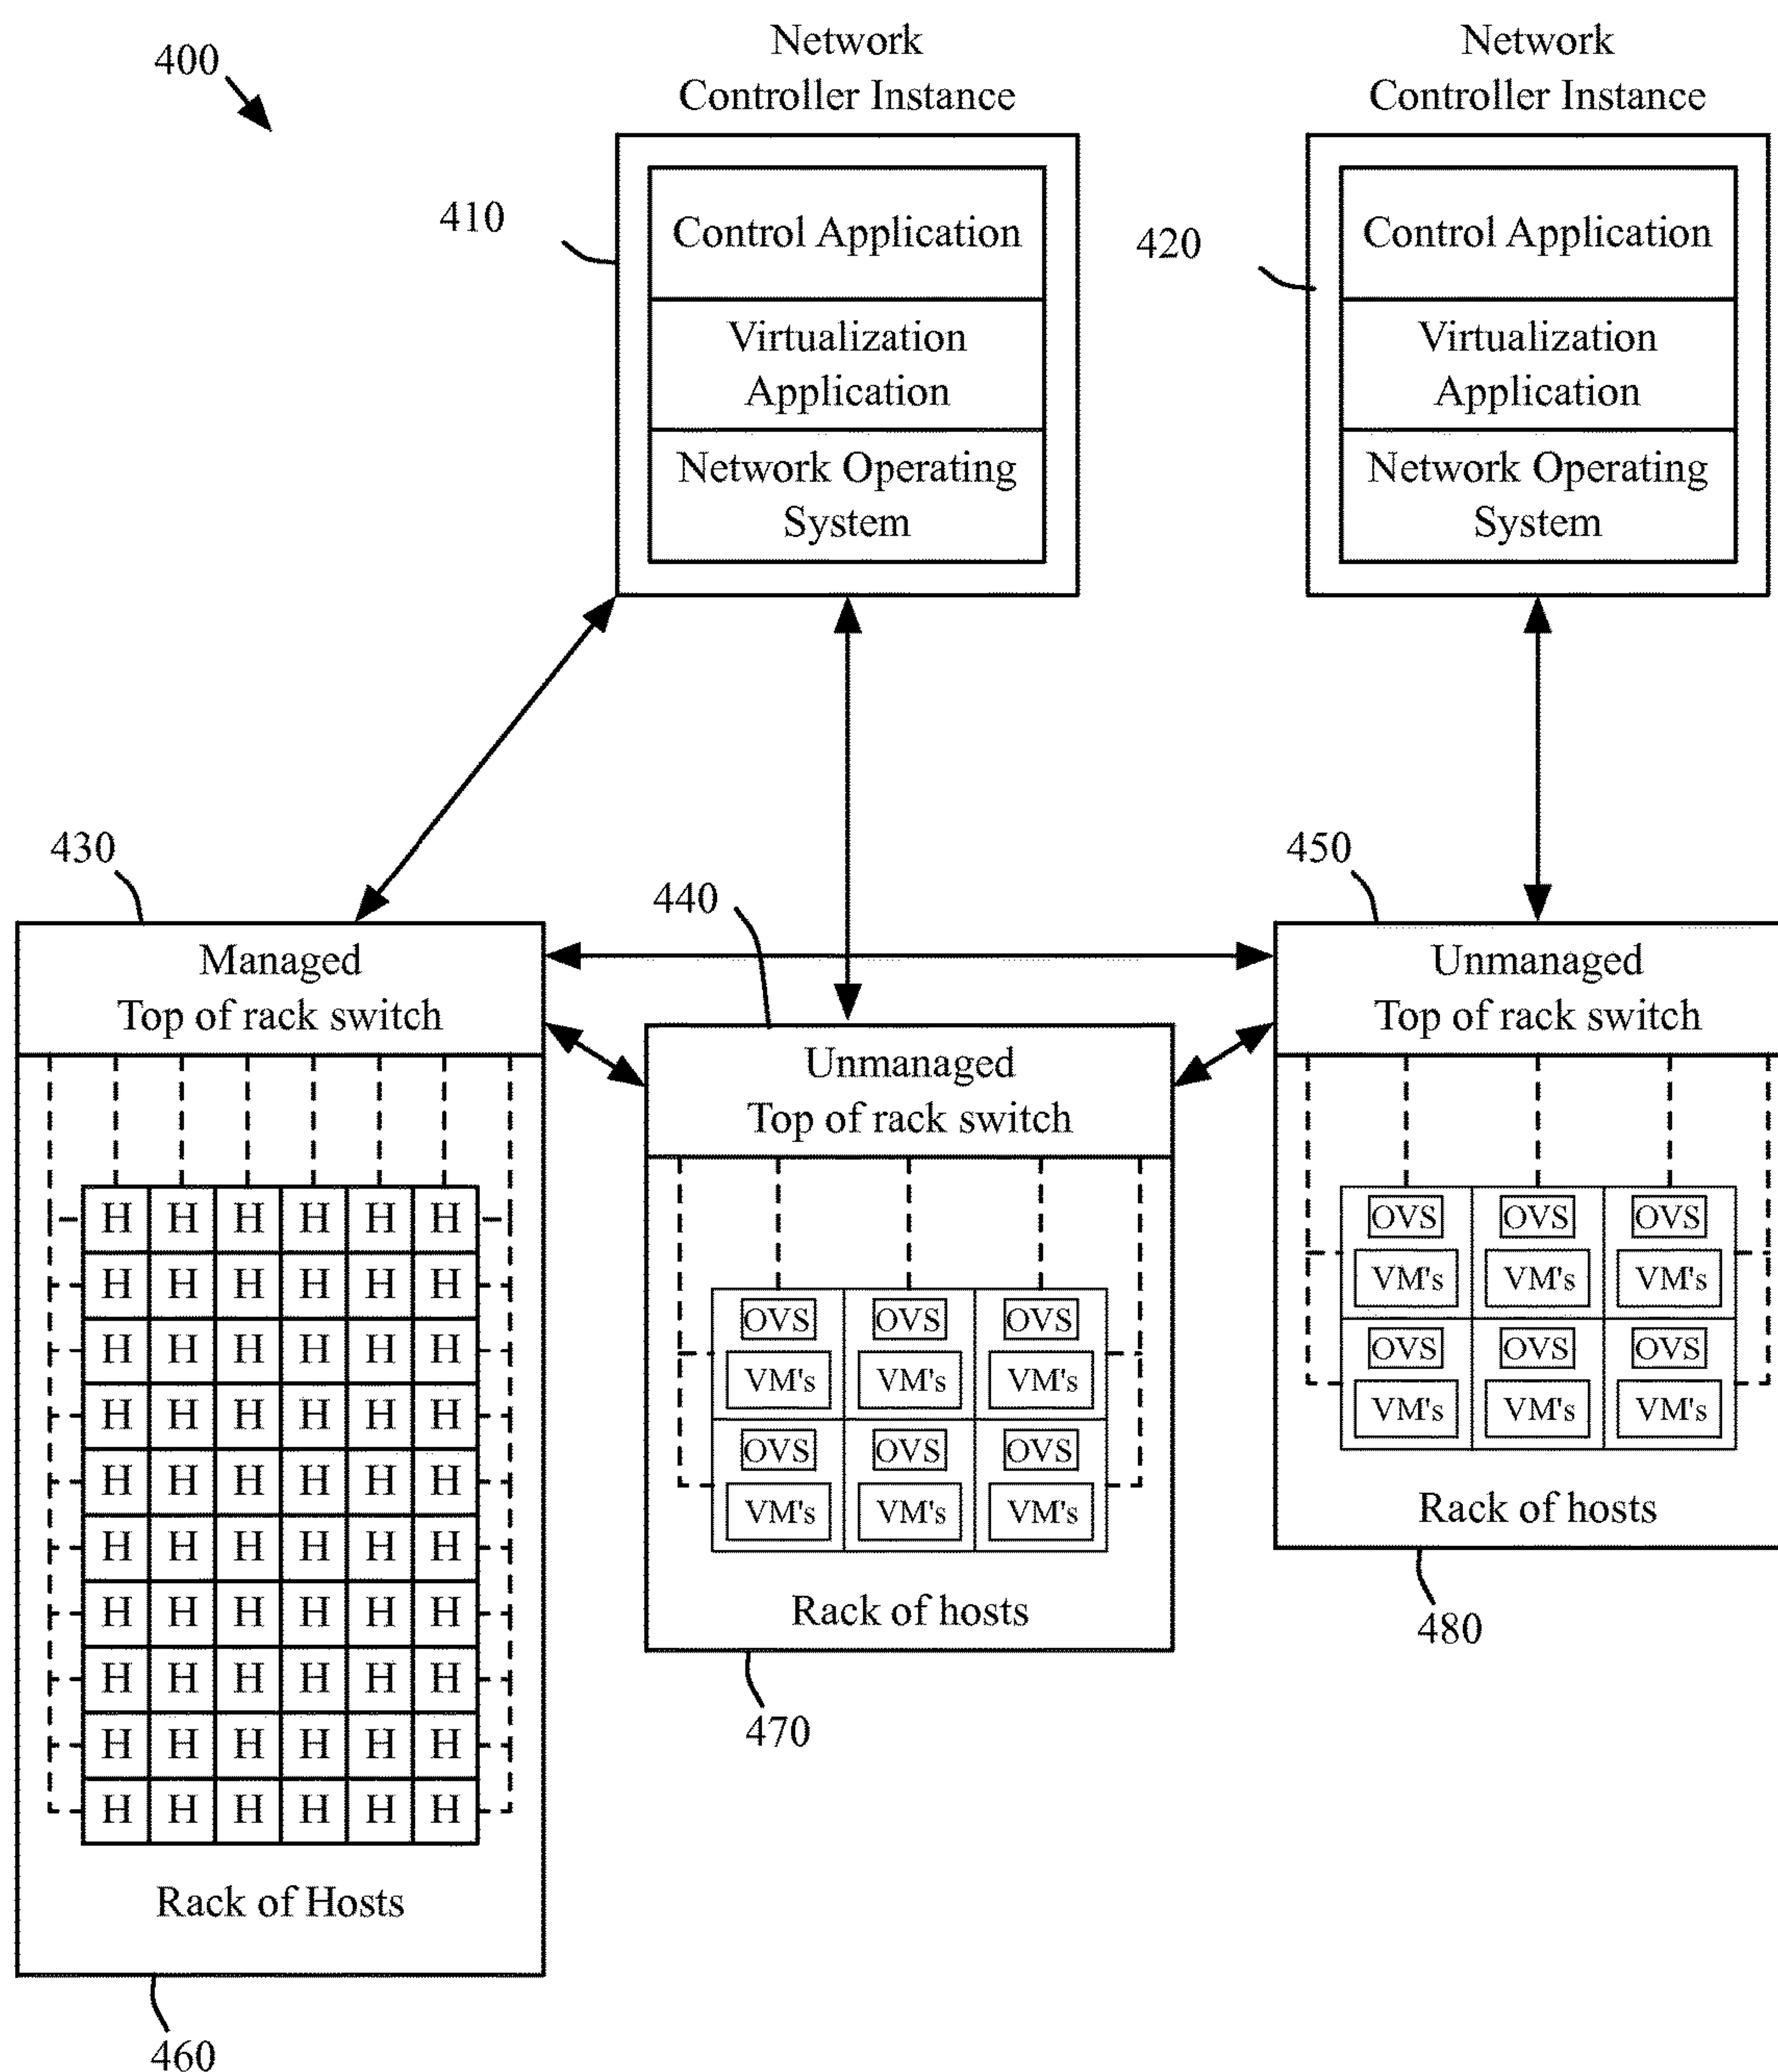 400
Network
Controller Instance
Network
Controller Instance
410
Control Application
Virtualization
Application
Network Operating
System
420
Control Application
Virtualization
Application
Network Operating
System
430
Managed
Top of rack switch
440
Unmanaged
Top of rack switch
450
Unmanaged
Top of rack switch
H H H H H H
H H H H H H
H H H H H H
H H H H H H
H H H H H H
H H H H H H
H H H H H H
H H H H H H
H H H H H H
H H H H H H
Rack of Hosts
460
OVS OVS OVS
VM's VM's VM's
OVS OVS OVS
VM's VM's VM's
Rack of hosts
470
OVS OVS OVS
VM's VM's VM's
OVS OVS OVS
VM's VM's VM's
Rack of hosts
480